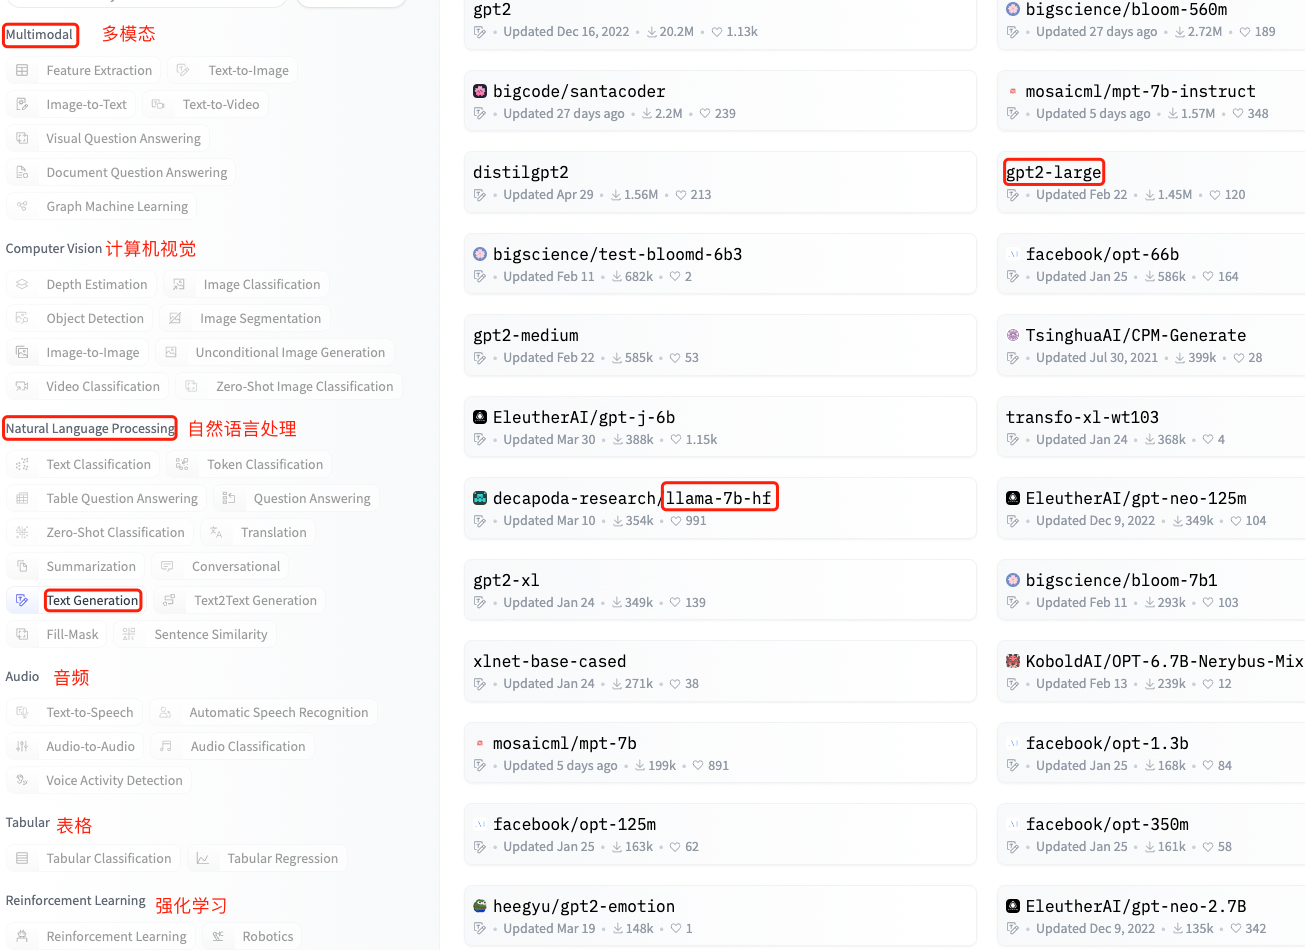 Multimodal 多模态
Feature Extraction Text-to-Image
Image-to-Text Text-to-Video
Visual Question Answering
Document Question Answering
Graph Machine Learning
Computer Vision 计算机视觉
Depth Estimation Image Classification
Object Detection Image Segmentation
Image-to-Image Unconditional Image Generation
Video Classification Zero-Shot Image Classification
Natural Language Processing 自然语言处理
Text Classification Token Classification
Table Question Answering Question Answering
Zero-Shot Classification Translation
Summarization Conversational
Text Generation Text2Text Generation
Fill-Mask Sentence Similarity
Audio 音频
Text-to-Speech Automatic Speech Recognition
Audio-to-Audio Audio Classification
Voice Activity Detection
Tabular 表格
Tabular Classification Tabular Regression
Reinforcement Learning 强化学习
Reinforcement Learning Robotics
gpt2
Updated Dec 16, 2022 • 20.2M • 1.13k
bigscience/bloom-560m
Updated 27 days ago • 2.72M • 189
bigcode/santacoder
Updated 27 days ago • 2.2M • 239
mosaicml/mpt-7b-instruct
Updated 5 days ago • 1.57M • 348
distilgpt2
Updated Apr 29 • 1.56M • 213
gpt2-large
Updated Feb 22 • 1.45M • 120
bigscience/test-bloomd-6b3
Updated Feb 11 • 682k • 2
facebook/opt-66b
Updated Jan 25 • 586k • 164
gpt2-medium
Updated Feb 22 • 585k • 53
TsinghuaAI/CPM-Generate
Updated Jul 30, 2021 • 399k • 28
EleutherAI/gpt-j-6b
Updated Mar 30 • 388k • 1.15k
transfo-xl-wt103
Updated Jan 24 • 368k • 4
decapoda-research/llama-7b-hf
Updated Mar 10 • 354k • 991
EleutherAI/gpt-neo-125m
Updated Dec 9, 2022 • 349k • 104
gpt2-xl
Updated Jan 24 • 349k • 139
bigscience/bloom-7b1
Updated Feb 11 • 293k • 103
xlnet-base-cased
Updated Jan 24 • 271k • 38
KoboldAI/OPT-6.7B-Nerybus-Mix
Updated Feb 13 • 239k • 12
mosaicml/mpt-7b
Updated 5 days ago • 199k • 891
facebook/opt-1.3b
Updated Jan 25 • 168k • 84
facebook/opt-125m
Updated Jan 25 • 163k • 62
facebook/opt-350m
Updated Jan 25 • 161k • 58
heegyu/gpt2-emotion
Updated Mar 19 • 148k • 1
EleutherAI/gpt-neo-2.7B
Updated Dec 9, 2022 • 135k • 342